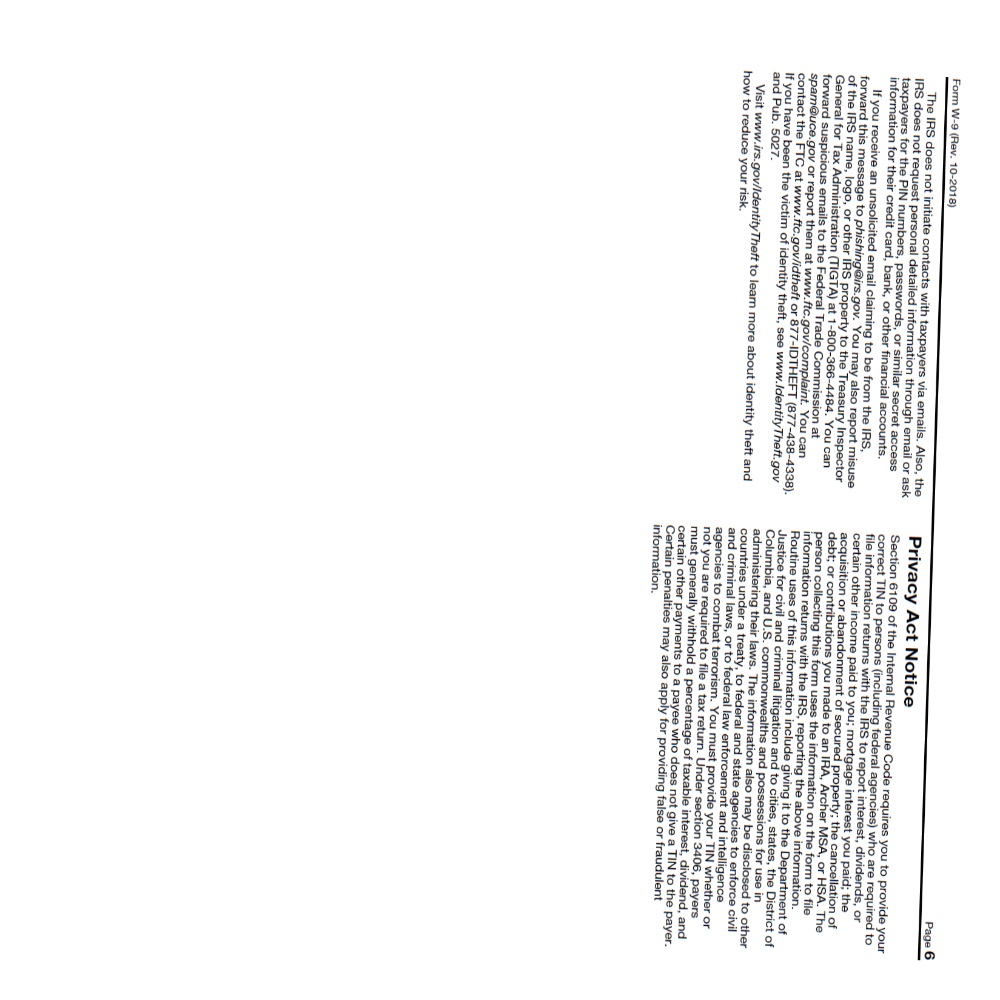 Form W-9 (Rev. 10-2018)
Page 6
The IRS does not initiate contacts with taxpayers via emails. Also, the
IRS does not request personal detailed information through email or ask
taxpayers for the PIN numbers, passwords, or similar secret access
information for their credit card, bank, or other financial accounts.
If you receive an unsolicited email claiming to be from the IRS,
forward this message to phishing@irs.gov. You may also report misuse
of the IRS name, logo, or other IRS property to the Treasury Inspector
General for Tax Administration (TIGTA) at 1-800-366-4484. You can
forward suspicious emails to the Federal Trade Commission at
spam@uce.gov or report them at www.ftc.gov/complaint. You can
contact the FTC at www.ftc.gov/idtheft or 877-IDTHEFT (877-438-4338).
If you have been the victim of identity theft, see www.IdentityTheft.gov
and Pub. 5027.
Visit www.irs.gov/IdentityTheft to learn more about identity theft and
how to reduce your risk.
Privacy Act Notice
Section 6109 of the Internal Revenue Code requires you to provide your
correct TIN to persons (including federal agencies) who are required to
file information returns with the IRS to report interest, dividends, or
certain other income paid to you; mortgage interest you paid; the
acquisition or abandonment of secured property; the cancellation of
debt; or contributions you made to an IRA, Archer MSA, or HSA. The
person collecting this form uses the information on the form to file
information returns with the IRS, reporting the above information.
Routine uses of this information include giving it to the Department of
Justice for civil and criminal litigation and to cities, states, the District of
Columbia, and U.S. commonwealths and possessions for use in
administering their laws. The information also may be disclosed to other
countries under a treaty, to federal and state agencies to enforce civil
and criminal laws, or to federal law enforcement and intelligence
agencies to combat terrorism. You must provide your TIN whether or
not you are required to file a tax return. Under section 3406, payers
must generally withhold a percentage of taxable interest, dividend, and
certain other payments to a payee who does not give a TIN to the payer.
Certain penalties may also apply for providing false or fraudulent
information.